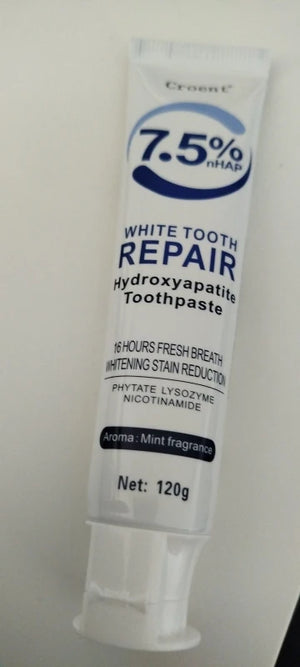 Croent®
7.5%
nHAP
WHITE TOOTH
REPAIR
Hydroxyapatite
Toothpaste
16 HOURS FRESH BREATH
WHITENING STAIN REDUCTION
PHYTATE LYSOZYME
NICOTINAMIDE
Aroma : Mint fragrance
Net: 120g